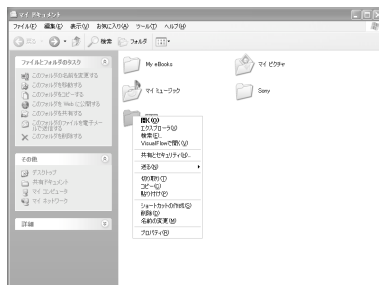 マイ ドキュメント
ファイル(F) 編集(E) 表示(V) お気に入り(A) ツール(T) ヘルプ(H)
戻る 検索 フォルダ
ファイルとフォルダのタスク
このフォルダの名前を変更する
このフォルダを移動する
このフォルダをコピーする
このフォルダを Web に公開する
このフォルダを共有する
このフォルダのファイルを電子メールで送信する
このフォルダを削除する
その他
デスクトップ
共有ドキュメント
マイ コンピュータ
マイ ネットワーク
詳細
My eBooks
マイ ピクチャ
マイ ミュージック
Sony
開く(O)
エクスプローラ(X)
検索(E)...
VisualFlowで開く(V)
共有とセキュリティ(H)...
送る(N)
切り取り(T)
コピー(C)
貼り付け(P)
ショートカットの作成(S)
削除(D)
名前の変更(M)
プロパティ(R)